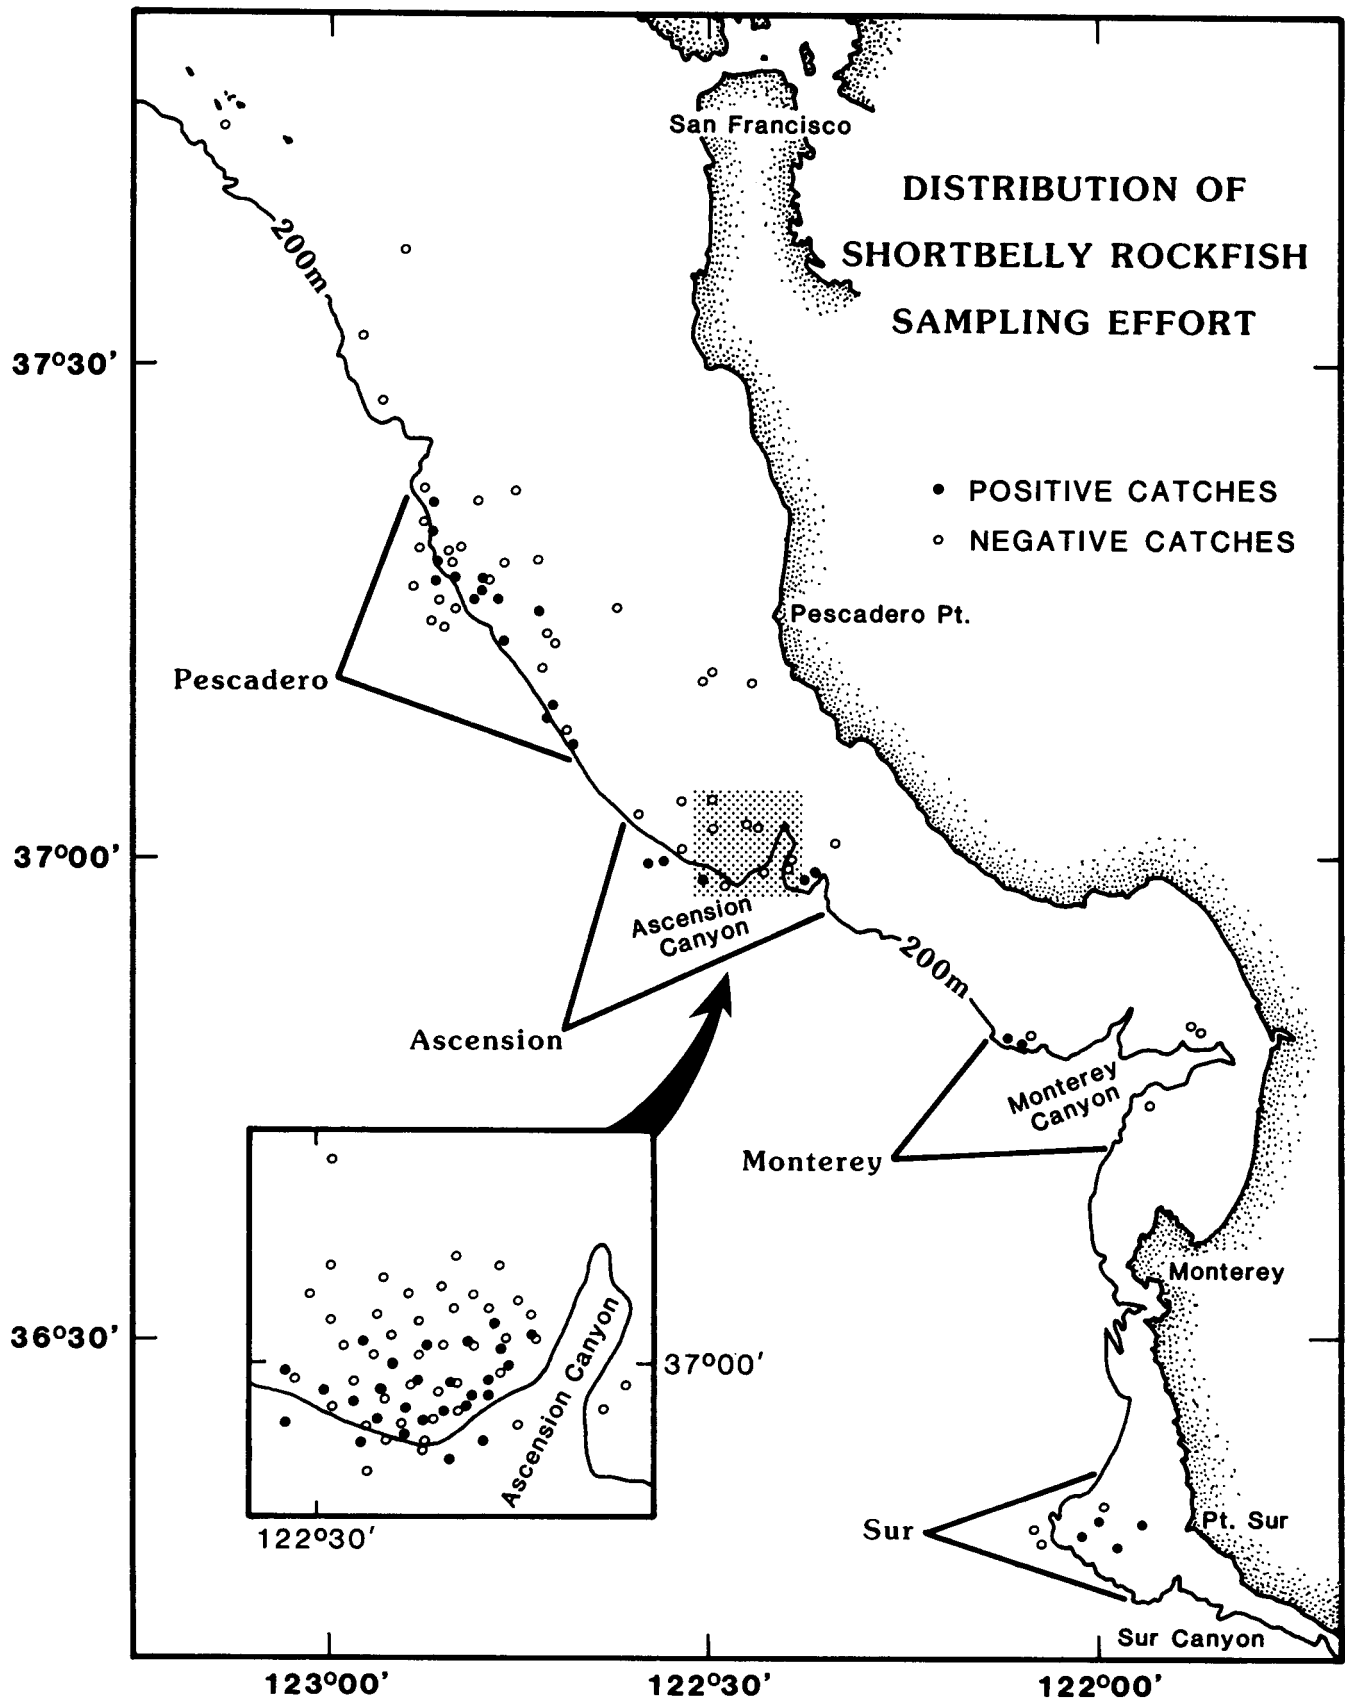 San Francisco
DISTRIBUTION OF
SHORTBELLY ROCKFISH
SAMPLING EFFORT
200m
37°30'
● POSITIVE CATCHES
○ NEGATIVE CATCHES
Pescadero Pt.
Pescadero
37°00'
Ascension
Canyon
200m
Ascension
Monterey
Canyon
Monterey
Monterey
36°30'
Ascension Canyon
37°00'
122°30'
Sur
Pt. Sur
Sur Canyon
123°00'
122°30'
122°00'